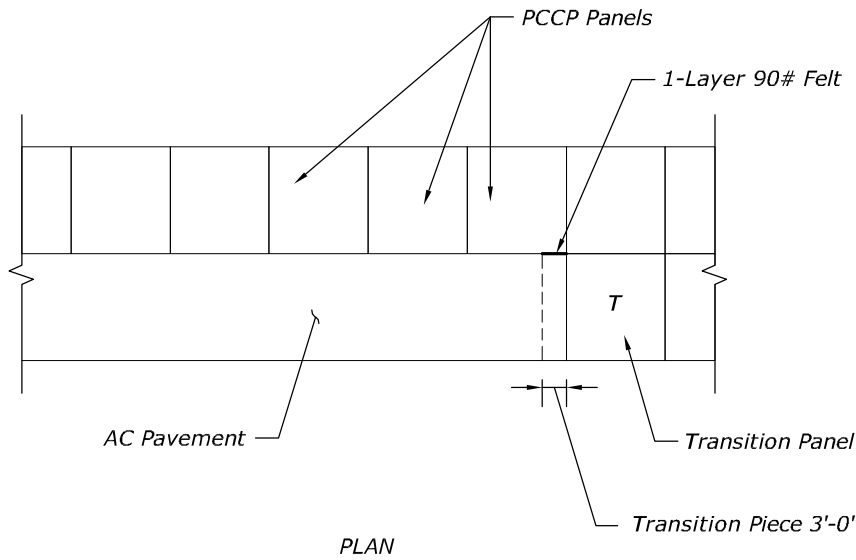 PCCP Panels
1-Layer 90# Felt
T
AC Pavement
Transition Panel
Transition Piece 3'-0'
PLAN